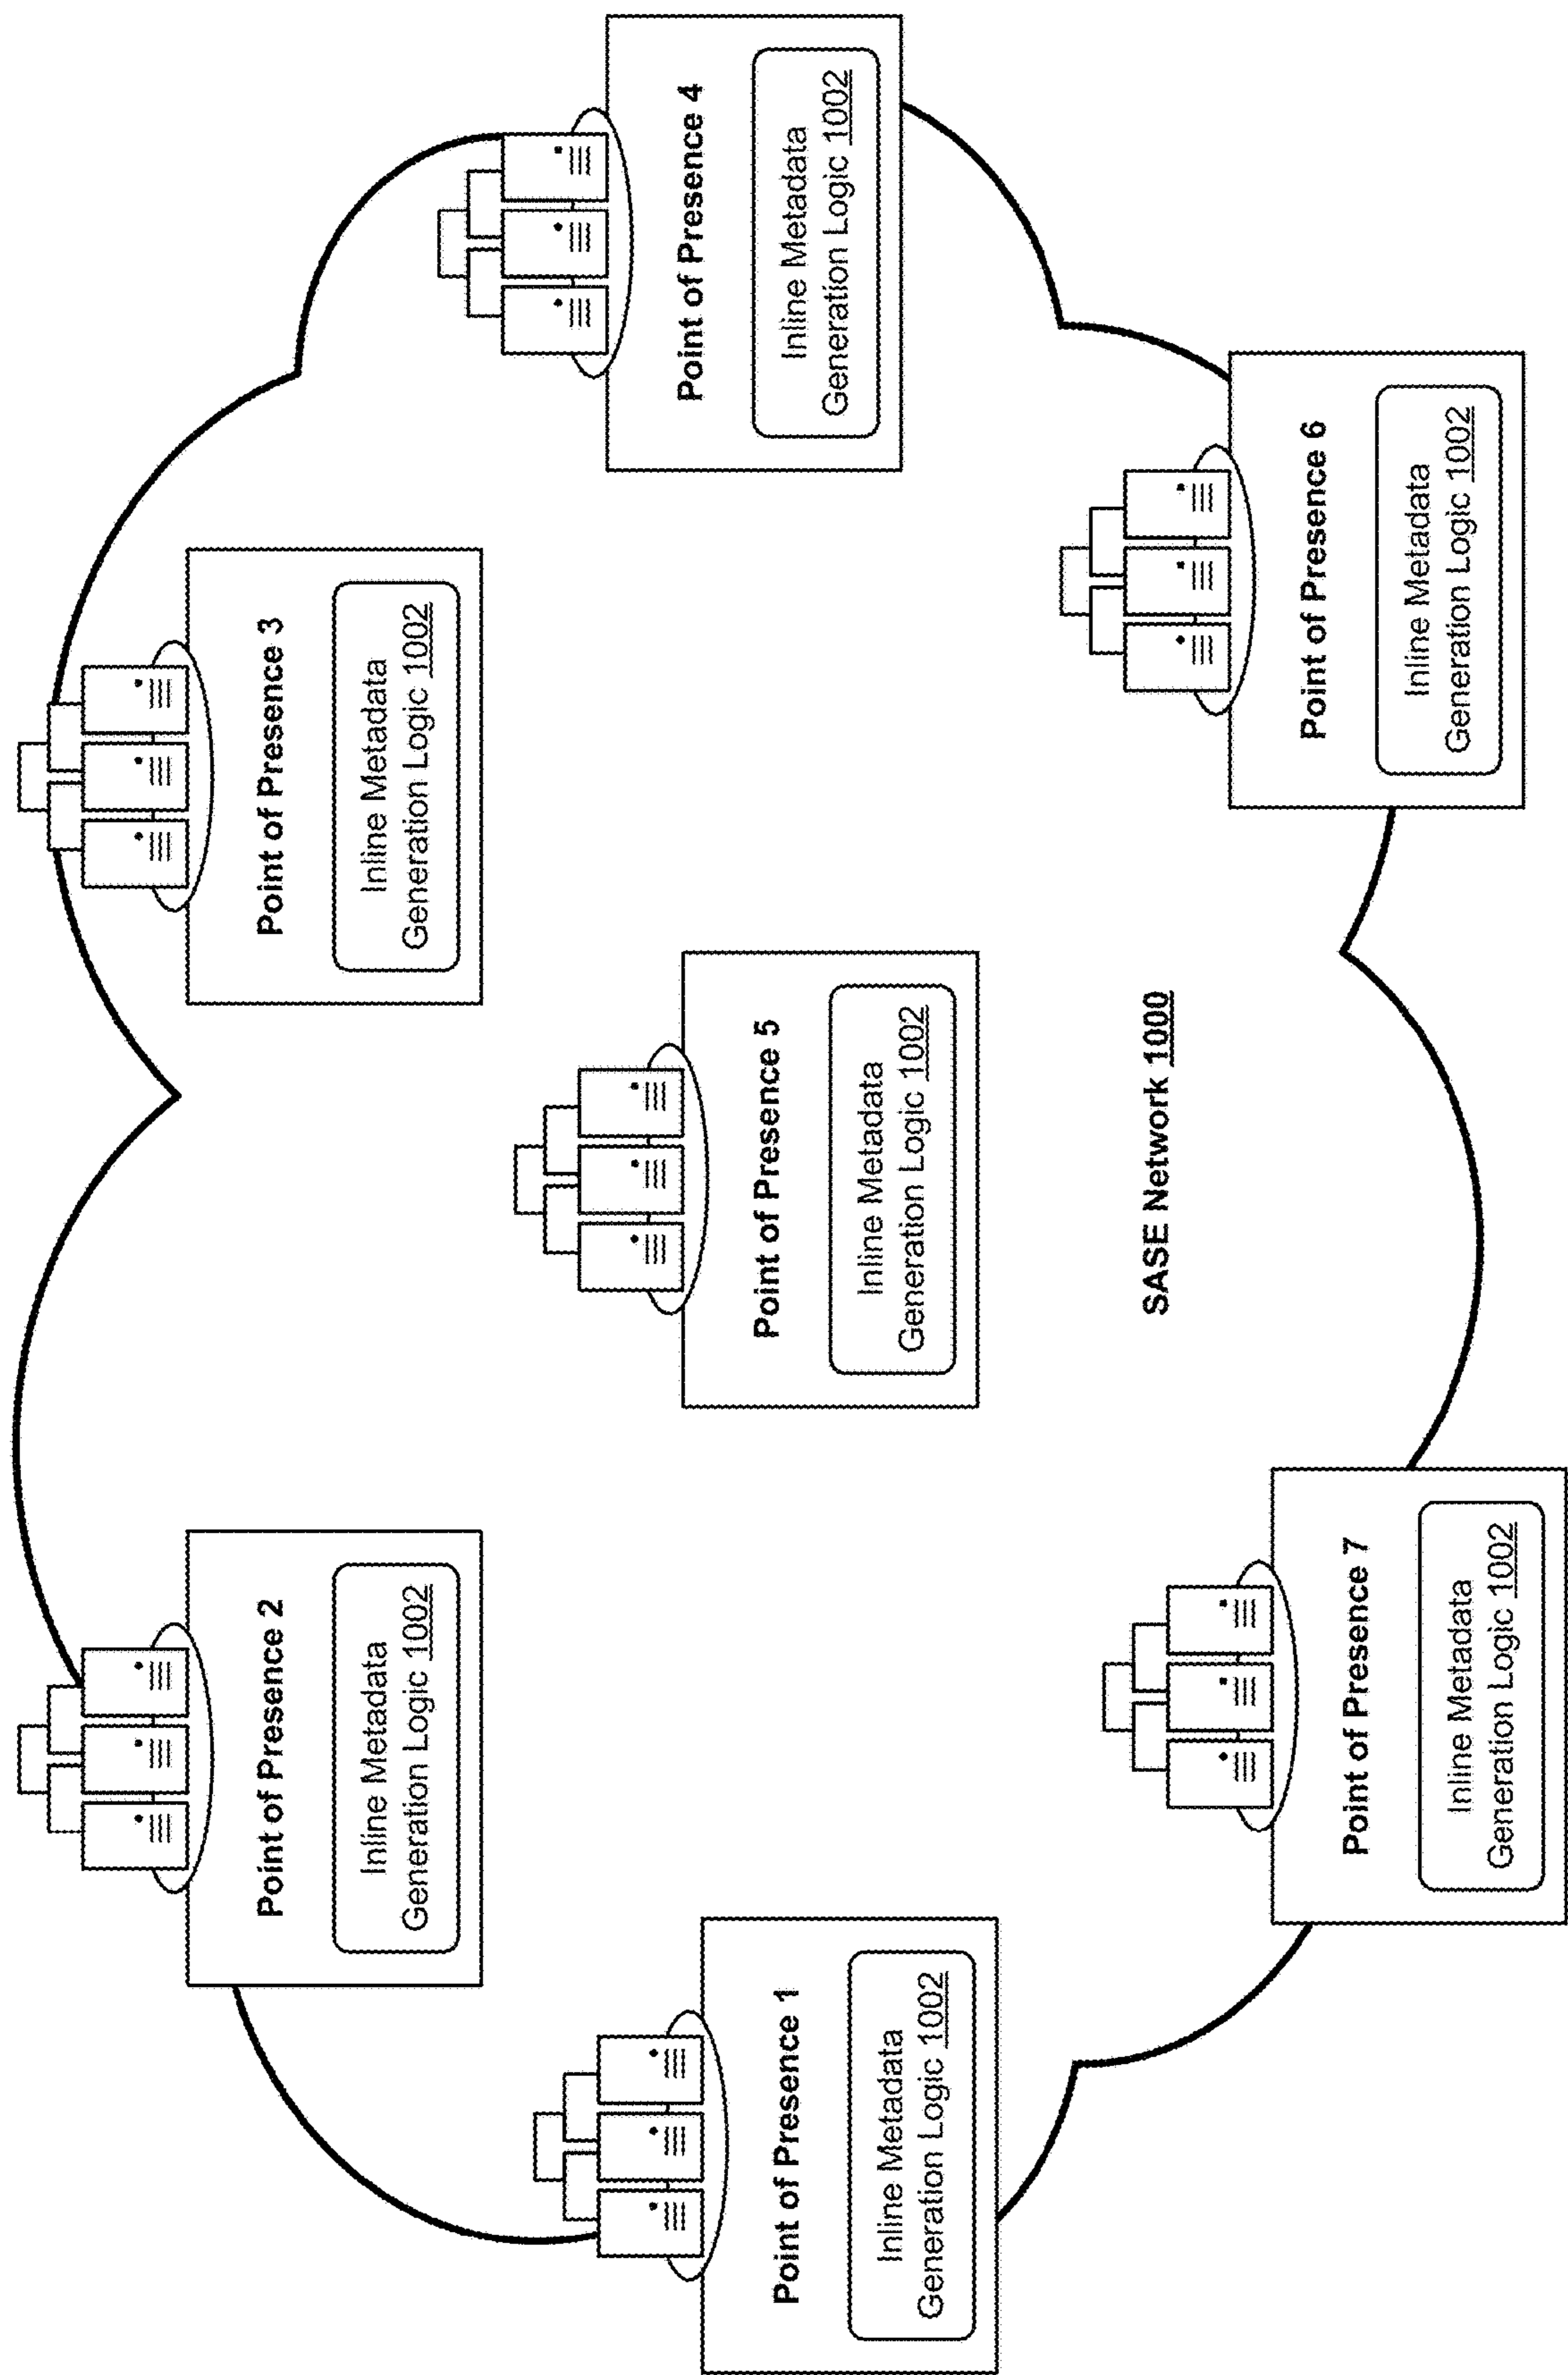 Point of Presence 2
Inline Metadata
Generation Logic 1002
Point of Presence 3
Inline Metadata
Generation Logic 1002
Point of Presence 1
Inline Metadata
Generation Logic 1002
Point of Presence 5
Inline Metadata
Generation Logic 1002
Point of Presence 4
Inline Metadata
Generation Logic 1002
SASE Network 1000
Point of Presence 7
Inline Metadata
Generation Logic 1002
Point of Presence 6
Inline Metadata
Generation Logic 1002